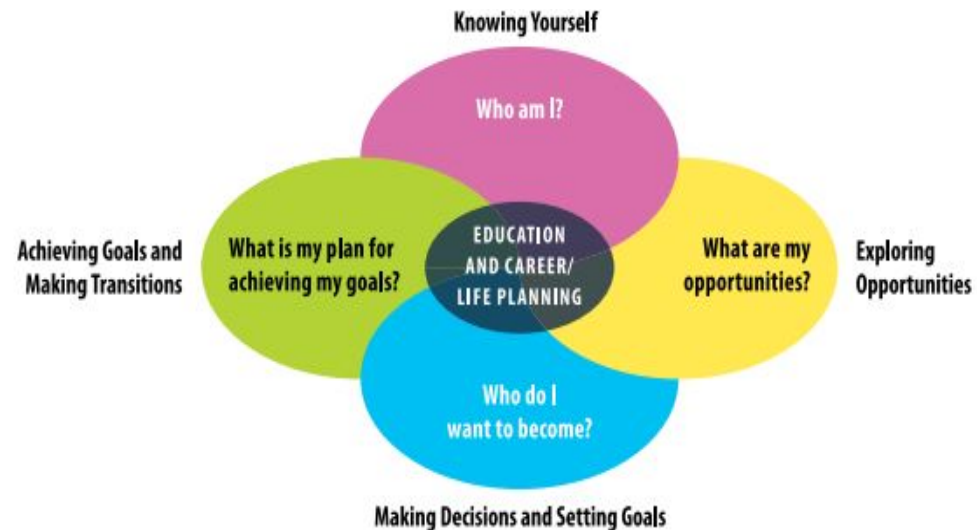 Knowing Yourself
Who am I?
Achieving Goals and
Making Transitions
What is my plan for
achieving my goals?
EDUCATION
AND CAREER/
LIFE PLANNING
What are my
opportunities?
Exploring
Opportunities
Who do I
want to become?
Making Decisions and Setting Goals